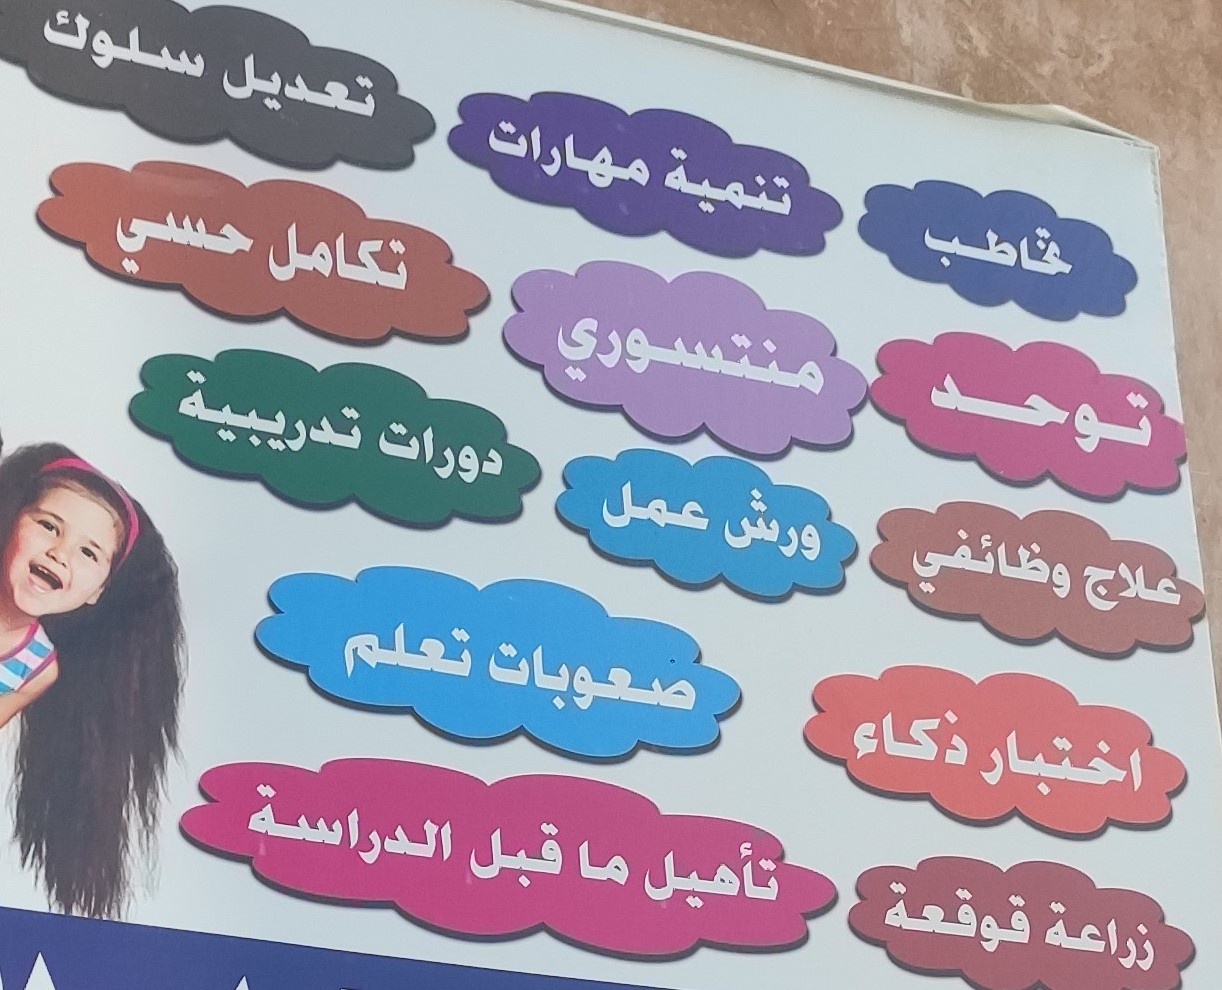 تعديل سلوك
تنمية مهارات
تخاطب
تكامل حسي
منتسوري
توحد
دورات تدريبية
ورش عمل
علاج وظائفي
صعوبات تعلم
اختبار ذكاء
تأهيل ما قبل الدراسة
زراعة قوقعة